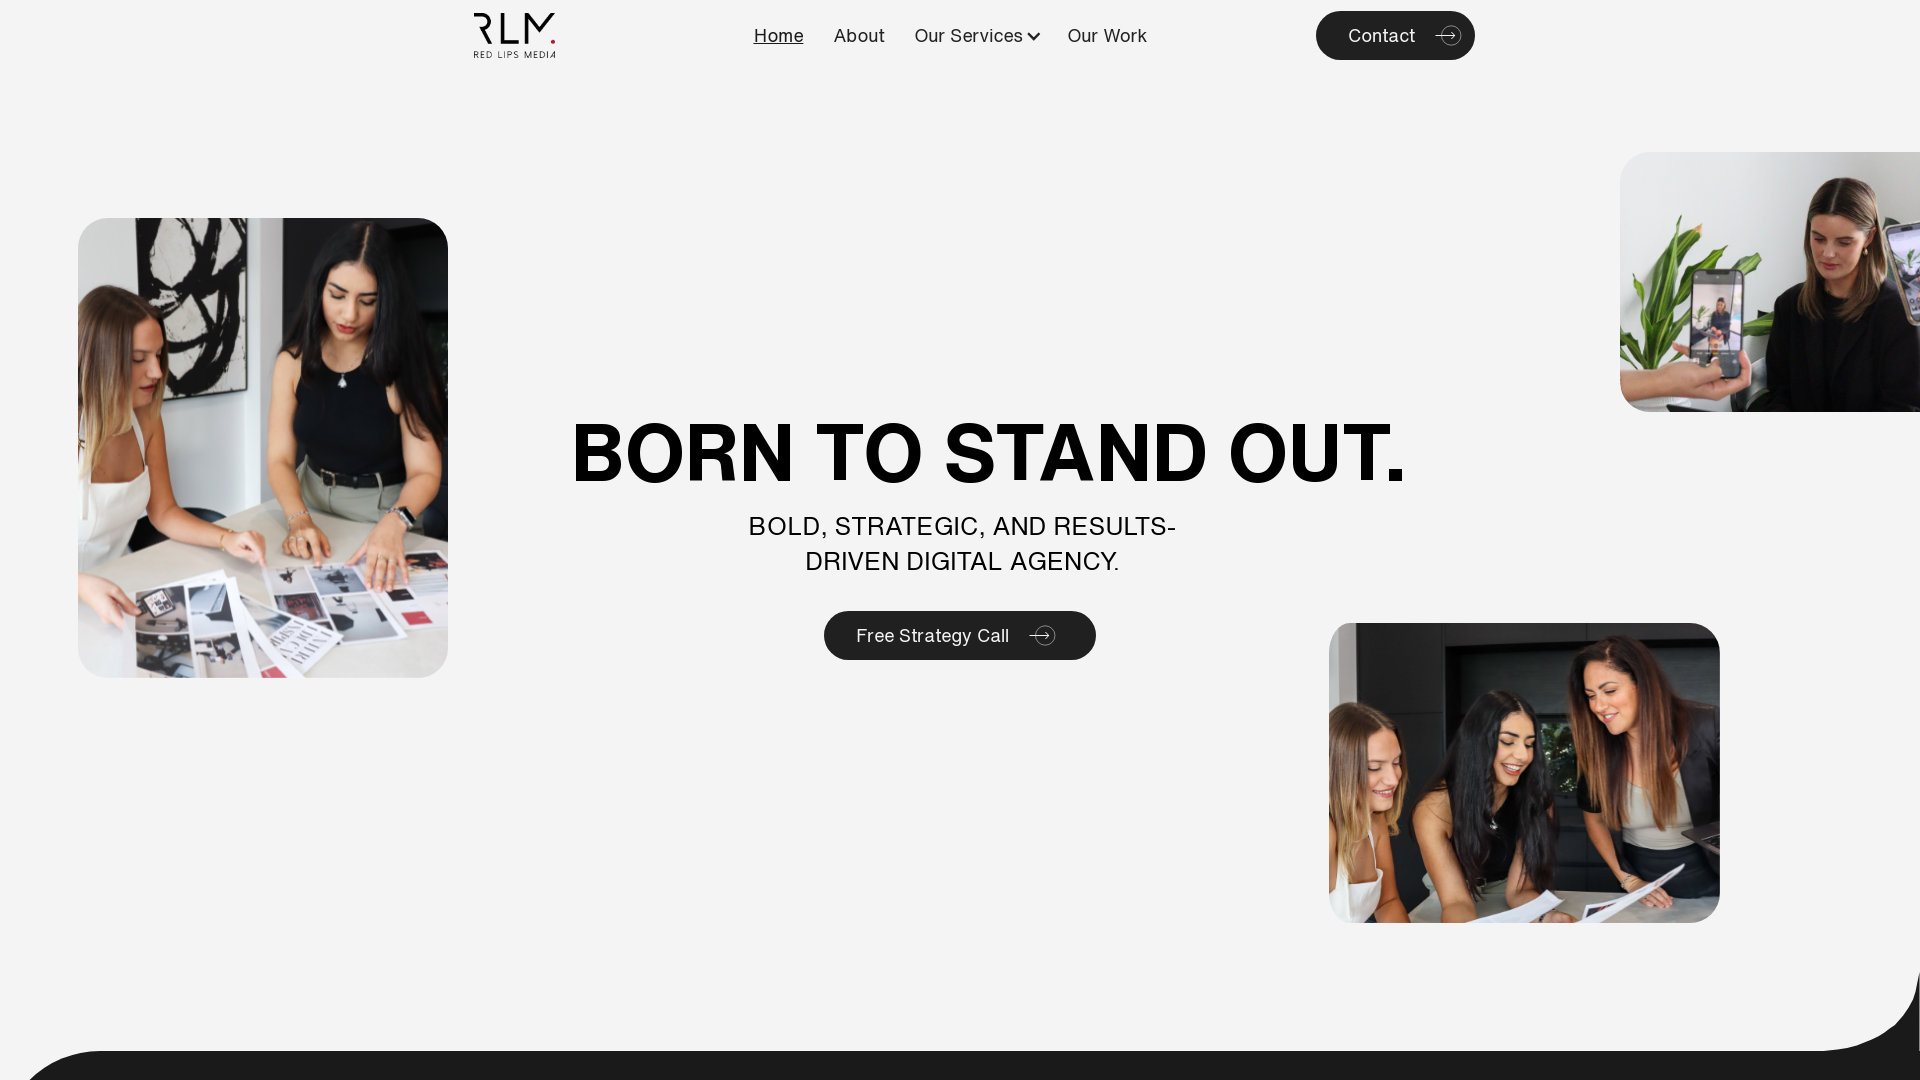 RLM.
RED LIPS MEDIA
Home
About
Our Services
Our Work
Contact
BORN TO STAND OUT.
BOLD, STRATEGIC, AND RESULTS-
DRIVEN DIGITAL AGENCY.
Free Strategy Call